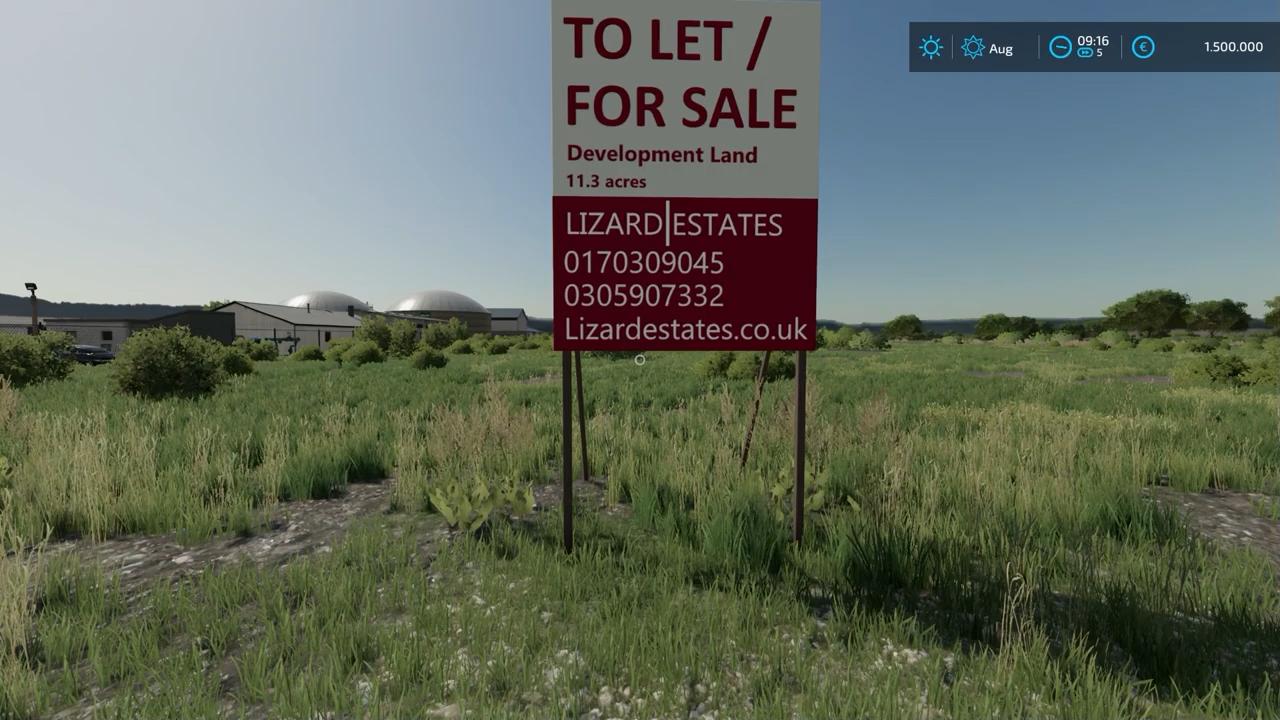 TO LET /
FOR SALE
Development Land
11.3 acres
LIZARD|ESTATES
0170309045
0305907332
Lizardestates.co.uk
Aug
09:16
5
€
1.500.000